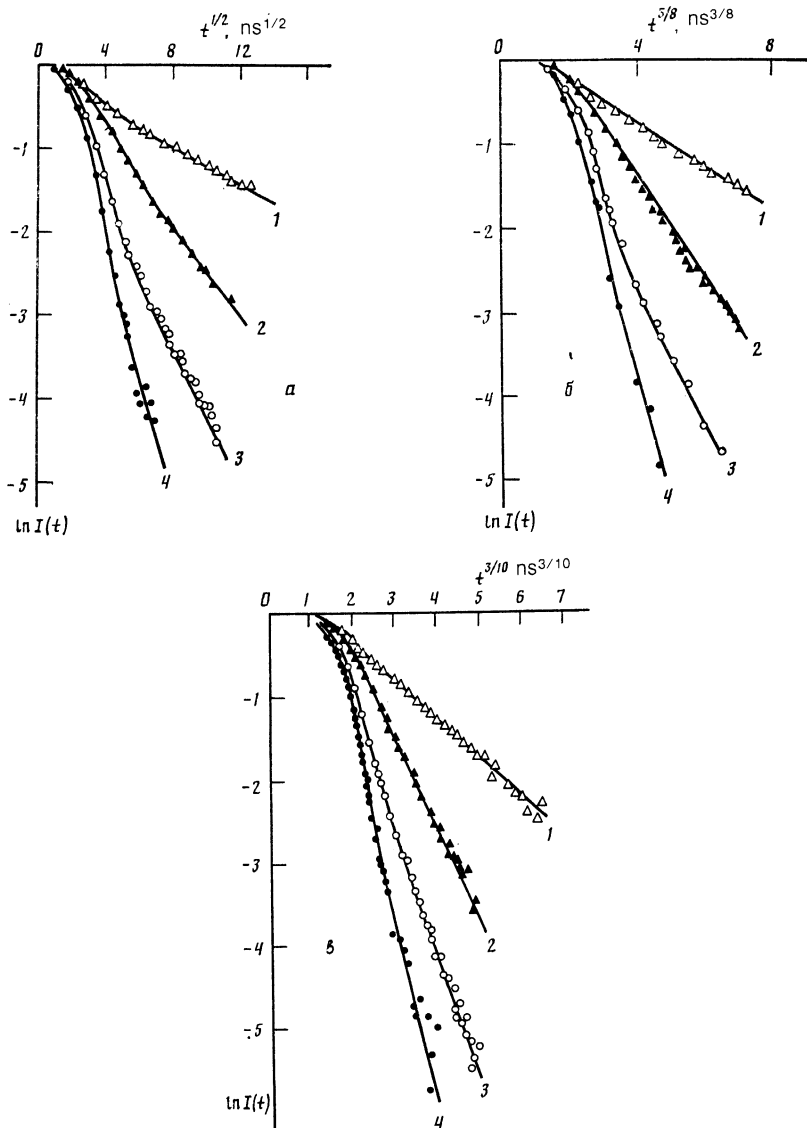 t^{1/2}, ns^{1/2}
0 4 8 12
-1
-2
-3
-4
-5
ln I(t)
1
2
3
4
а
t^{3/8}, ns^{3/8}
0 4 8
-1
-2
-3
-4
-5
ln I(t)
1
2
3
4
б
t^{3/10} ns^{3/10}
0 1 2 3 4 5 6 7
-1
-2
-3
-4
-5
ln I(t)
1
2
3
4
в